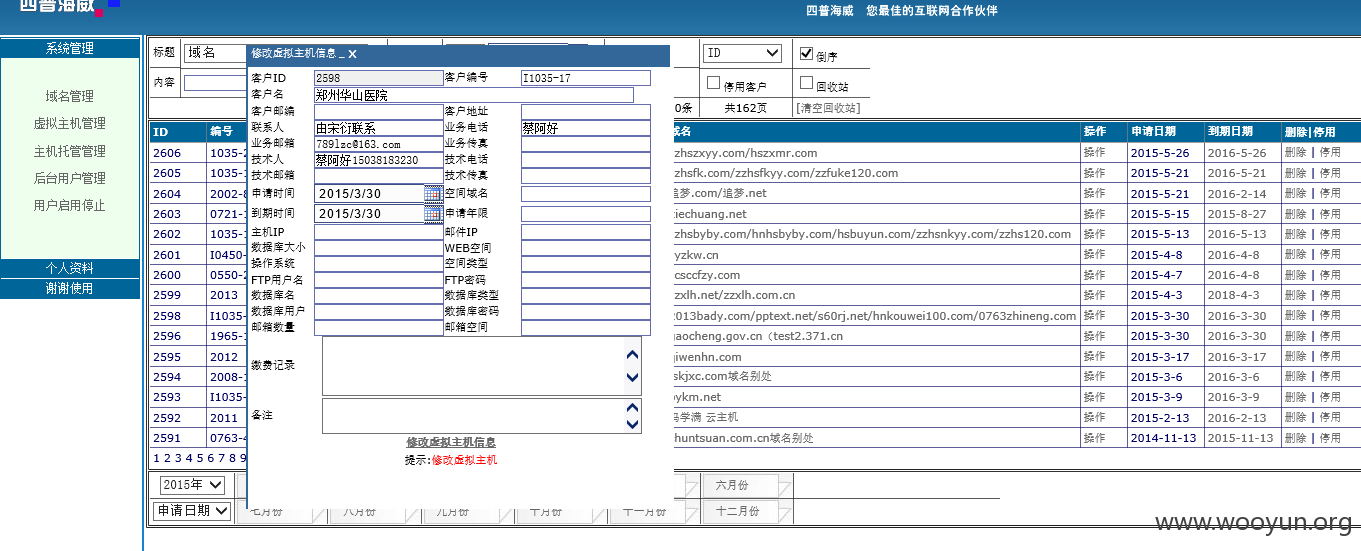 四普海威
四普海威 您最佳的互联网合作伙伴
系统管理
域名管理
虚拟主机管理
主机托管管理
后台用户管理
用户启用停止
个人资料
谢谢使用
标题 域名 ID 倒序
内容 停用客户 回收站
0条 共162页 [清空回收站]
修改虚拟主机信息 _ X
客户ID 2598 客户编号 I1035-17
客户名 郑州华山医院
客户邮编 客户地址
联系人 由宋衍联系 业务电话 蔡阿好
业务邮箱 789lzc@163.com 业务传真
技术人 蔡阿好15038183230 技术电话
技术邮箱 技术传真
申请时间 2015/3/30 空间域名
到期时间 2015/3/30 申请年限
主机IP 邮件IP
数据库大小 WEB空间
操作系统 空间类型
FTP用户名 FTP密码
数据库名 数据库类型
数据库用户 数据库密码
邮箱数量 邮箱空间
缴费记录
备注
修改虚拟主机信息
提示:修改虚拟主机
ID 编号 域名 操作 申请日期 到期日期 删除|停用
2606 1035-2 zhszxyy.com/hszxmr.com 操作 2015-5-26 2016-5-26 删除 | 停用
2605 1035-1 zhsfk.com/zzhsfkyy.com/zzfuke120.com 操作 2015-5-21 2016-5-21 删除 | 停用
2604 2002-8 追梦.com/追梦.net 操作 2015-5-21 2016-2-14 删除 | 停用
2603 0721-1 iechuang.net 操作 2015-5-15 2015-8-27 删除 | 停用
2602 1035-1 zhsbyby.com/hnhsbyby.com/hsbuyun.com/zzhsnkyy.com/zzhs120.com 操作 2015-5-13 2016-5-13 删除 | 停用
2601 I0450- yzkw.cn 操作 2015-4-8 2016-4-8 删除 | 停用
2600 0550-2 csccfzy.com 操作 2015-4-7 2016-4-8 删除 | 停用
2599 2013 zxlh.net/zzxlh.com.cn 操作 2015-4-3 2018-4-3 删除 | 停用
2598 I1035- 2013bady.com/pptext.net/s60rj.net/hnkouwei100.com/0763zhineng.com 操作 2015-3-30 2016-3-30 删除 | 停用
2596 1965-1 aocheng.gov.cn（test2.371.cn 操作 2015-3-30 2016-3-30 删除 | 停用
2595 2012 iwenhn.com 操作 2015-3-17 2016-3-17 删除 | 停用
2594 2008-1 skjxc.com域名别处 操作 2015-3-6 2016-3-6 删除 | 停用
2593 I1035- ykm.net 操作 2015-3-9 2016-3-9 删除 | 停用
2592 2011 学满 云主机 操作 2015-2-13 2016-2-13 删除 | 停用
2591 0763-4 huntsuan.com.cn域名别处 操作 2014-11-13 2015-11-13 删除 | 停用
1 2 3 4 5 6 7 8 9
2015年 六月份
申请日期 七月份 八月份 九月份 十月份 十一月份 十二月份
www.wooyun.org